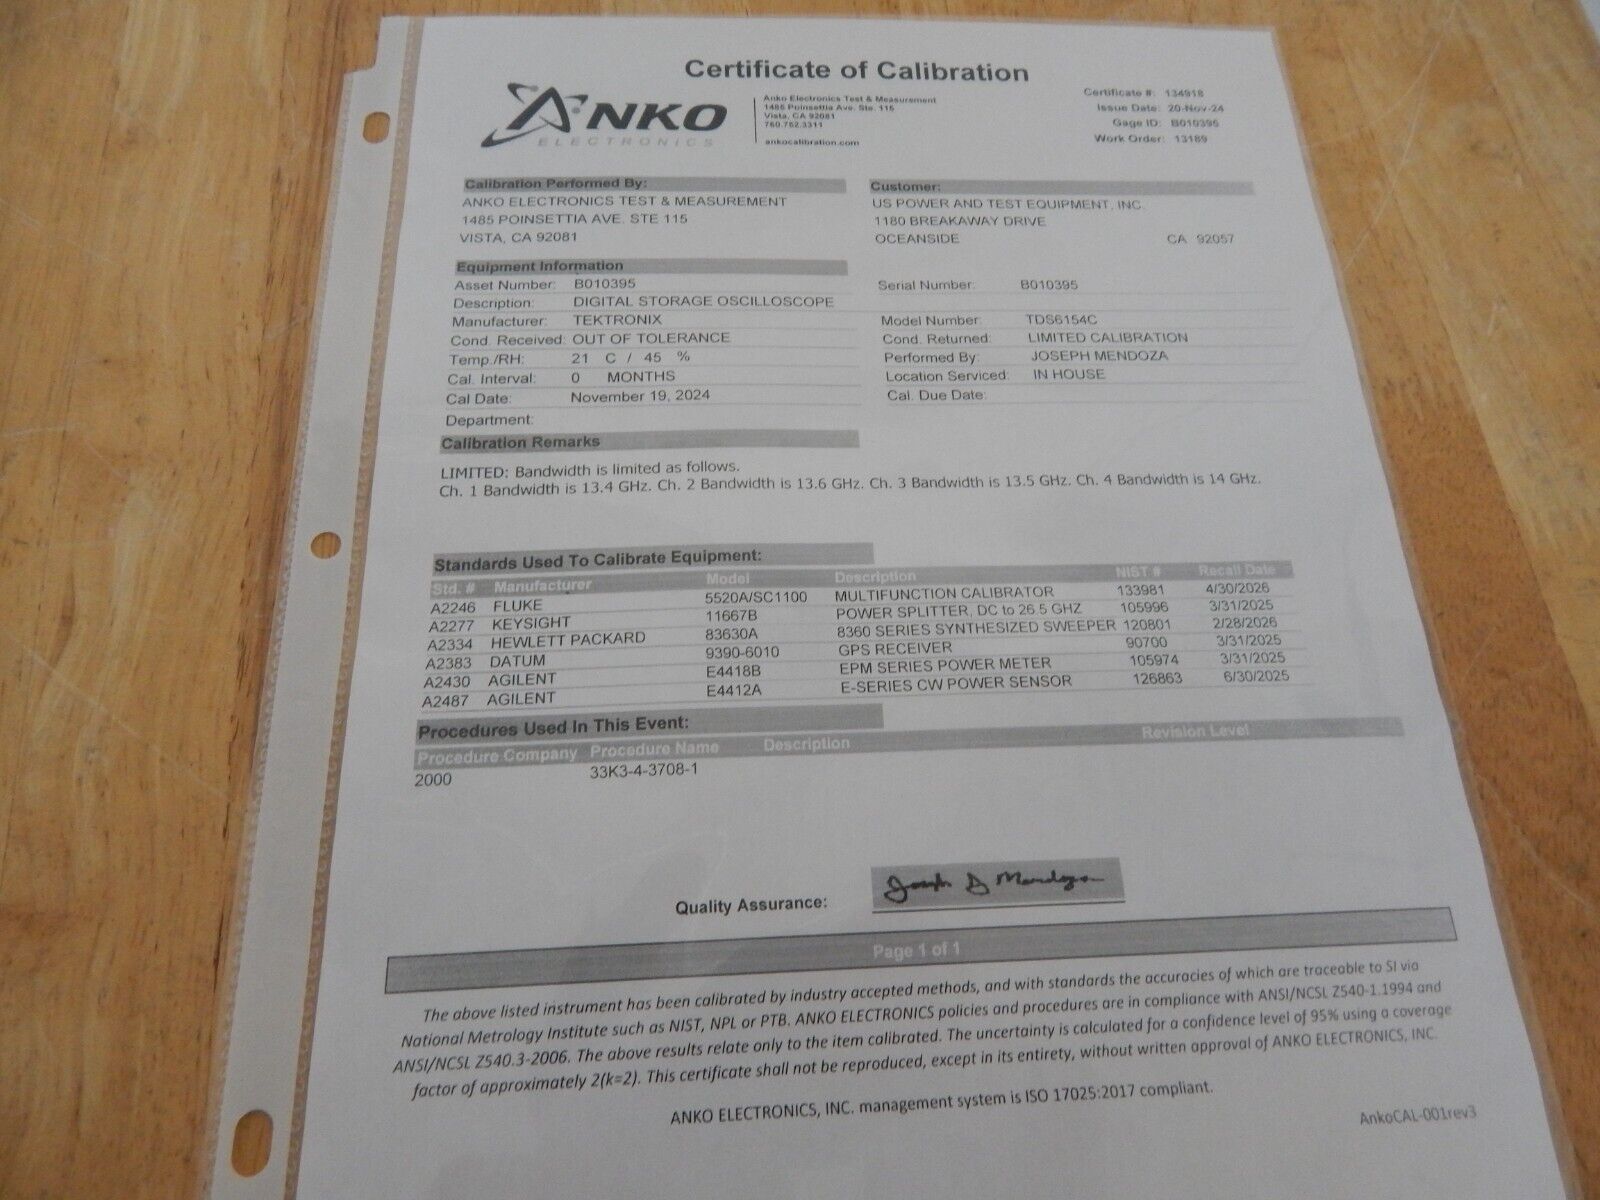 Certificate of Calibration
ANKO
ELECTRONICS
Anko Electronics Test & Measurement
1485 Poinsettia Ave. Ste. 115
Vista, CA 92081
760.752.3311
ankocalibration.com
Certificate #: 134918
Issue Date: 20-Nov-24
Gage ID: B010395
Work Order: 13189
Calibration Performed By:
ANKO ELECTRONICS TEST & MEASUREMENT
1485 POINSETTIA AVE. STE 115
VISTA, CA 92081
Customer:
US POWER AND TEST EQUIPMENT, INC.
1180 BREAKAWAY DRIVE
OCEANSIDE CA 92057
Equipment Information
Asset Number: B010395 Serial Number: B010395
Description: DIGITAL STORAGE OSCILLOSCOPE
Manufacturer: TEKTRONIX Model Number: TDS6154C
Cond. Received: OUT OF TOLERANCE Cond. Returned: LIMITED CALIBRATION
Temp./RH: 21 C / 45 % Performed By: JOSEPH MENDOZA
Cal. Interval: 0 MONTHS Location Serviced: IN HOUSE
Cal Date: November 19, 2024 Cal. Due Date:
Department:
Calibration Remarks
LIMITED: Bandwidth is limited as follows.
Ch. 1 Bandwidth is 13.4 GHz. Ch. 2 Bandwidth is 13.6 GHz. Ch. 3 Bandwidth is 13.5 GHz. Ch. 4 Bandwidth is 14 GHz.
Standards Used To Calibrate Equipment:
Std. # Manufacturer Model Description NIST # Recall Date
A2246 FLUKE 5520A/SC1100 MULTIFUNCTION CALIBRATOR 133981 4/30/2026
A2277 KEYSIGHT 11667B POWER SPLITTER, DC to 26.5 GHZ 105996 3/31/2025
A2334 HEWLETT PACKARD 83630A 8360 SERIES SYNTHESIZED SWEEPER 120801 2/28/2026
A2383 DATUM 9390-6010 GPS RECEIVER 90700 3/31/2025
A2430 AGILENT E4418B EPM SERIES POWER METER 105974 3/31/2025
A2487 AGILENT E4412A E-SERIES CW POWER SENSOR 126863 6/30/2025
Procedures Used In This Event:
Procedure Company Procedure Name Description Revision Level
2000 33K3-4-3708-1
Quality Assurance: Joseph D Mendoza
Page 1 of 1
The above listed instrument has been calibrated by industry accepted methods, and with standards the accuracies of which are traceable to SI via
National Metrology Institute such as NIST, NPL or PTB. ANKO ELECTRONICS policies and procedures are in compliance with ANSI/NCSL Z540-1.1994 and
ANSI/NCSL Z540.3-2006. The above results relate only to the item calibrated. The uncertainty is calculated for a confidence level of 95% using a coverage
factor of approximately 2(k=2). This certificate shall not be reproduced, except in its entirety, without written approval of ANKO ELECTRONICS, INC.
ANKO ELECTRONICS, INC. management system is ISO 17025:2017 compliant.
AnkoCAL-001rev3